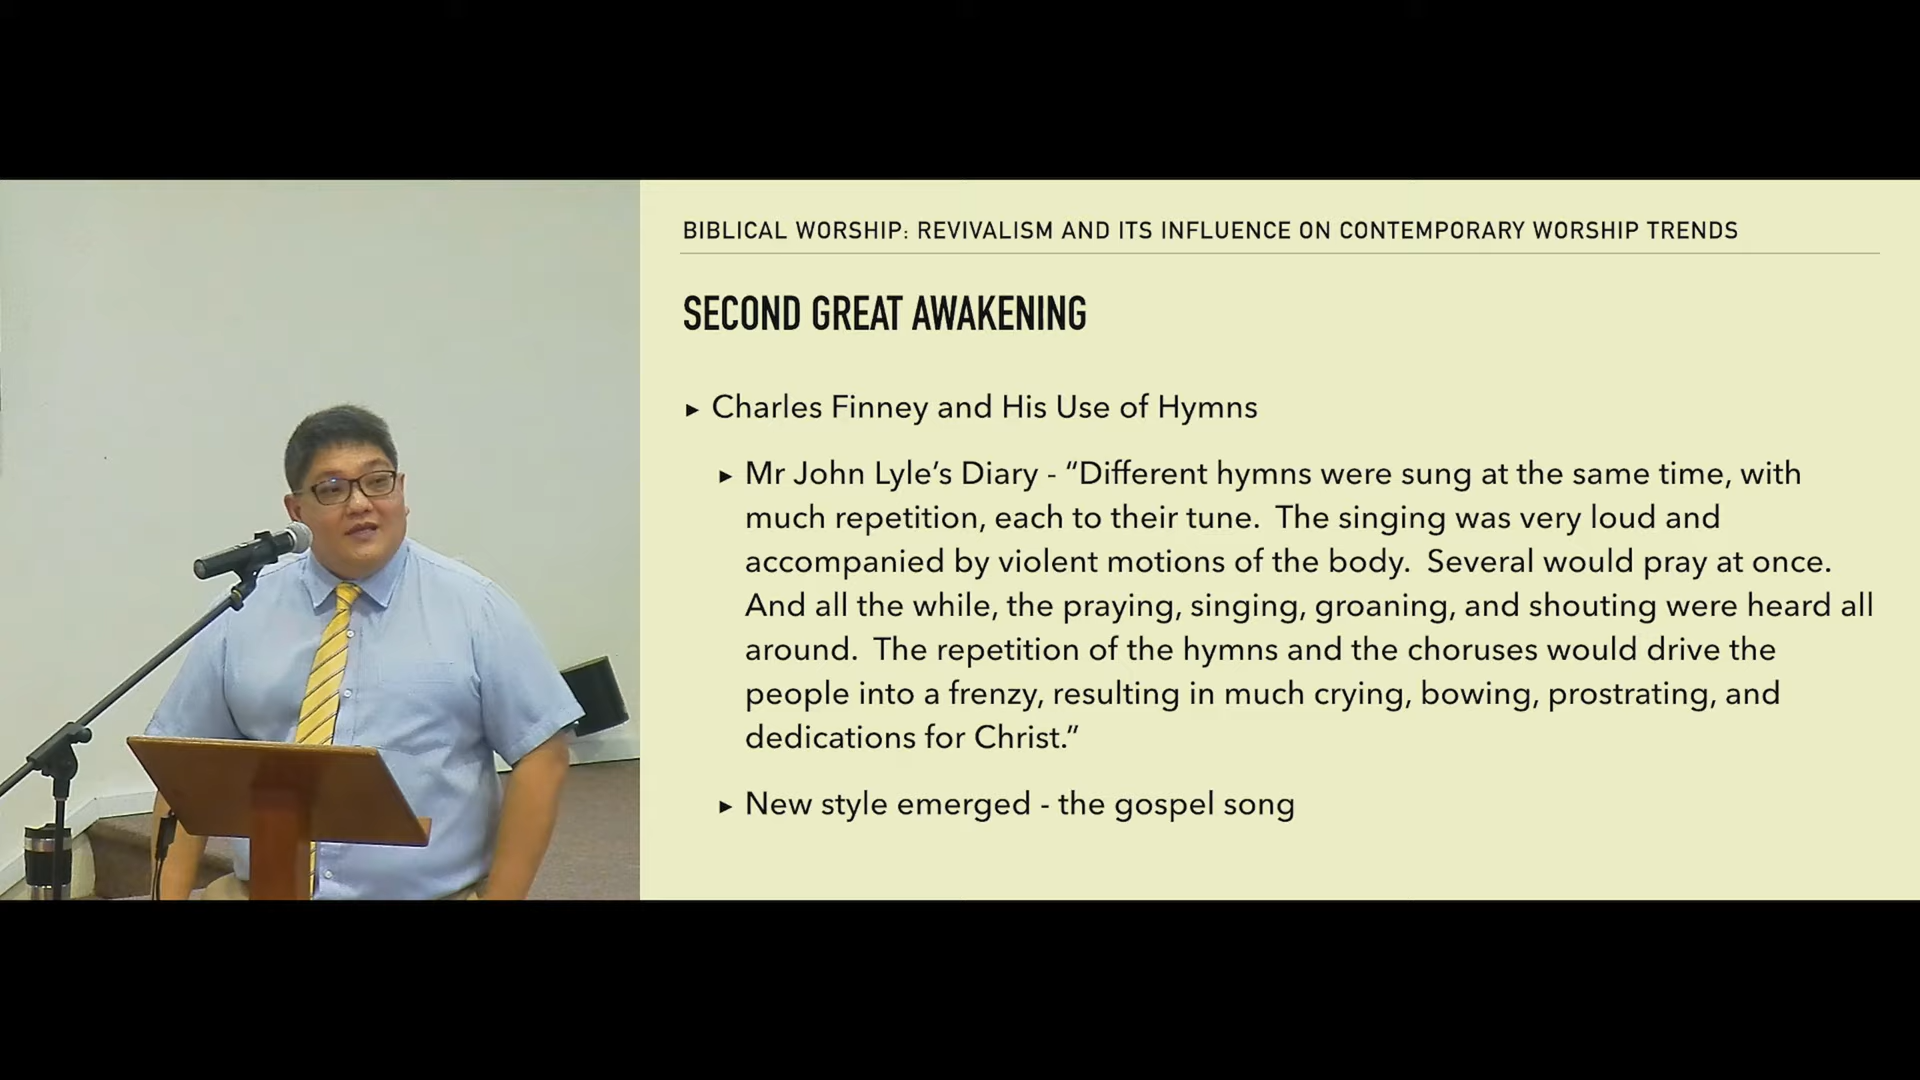 BIBLICAL WORSHIP: REVIVALISM AND ITS INFLUENCE ON CONTEMPORARY WORSHIP TRENDS
SECOND GREAT AWAKENING
▸ Charles Finney and His Use of Hymns
▸ Mr John Lyle’s Diary - “Different hymns were sung at the same time, with
much repetition, each to their tune.  The singing was very loud and
accompanied by violent motions of the body.  Several would pray at once.
And all the while, the praying, singing, groaning, and shouting were heard all
around.  The repetition of the hymns and the choruses would drive the
people into a frenzy, resulting in much crying, bowing, prostrating, and
dedications for Christ.”
▸ New style emerged - the gospel song